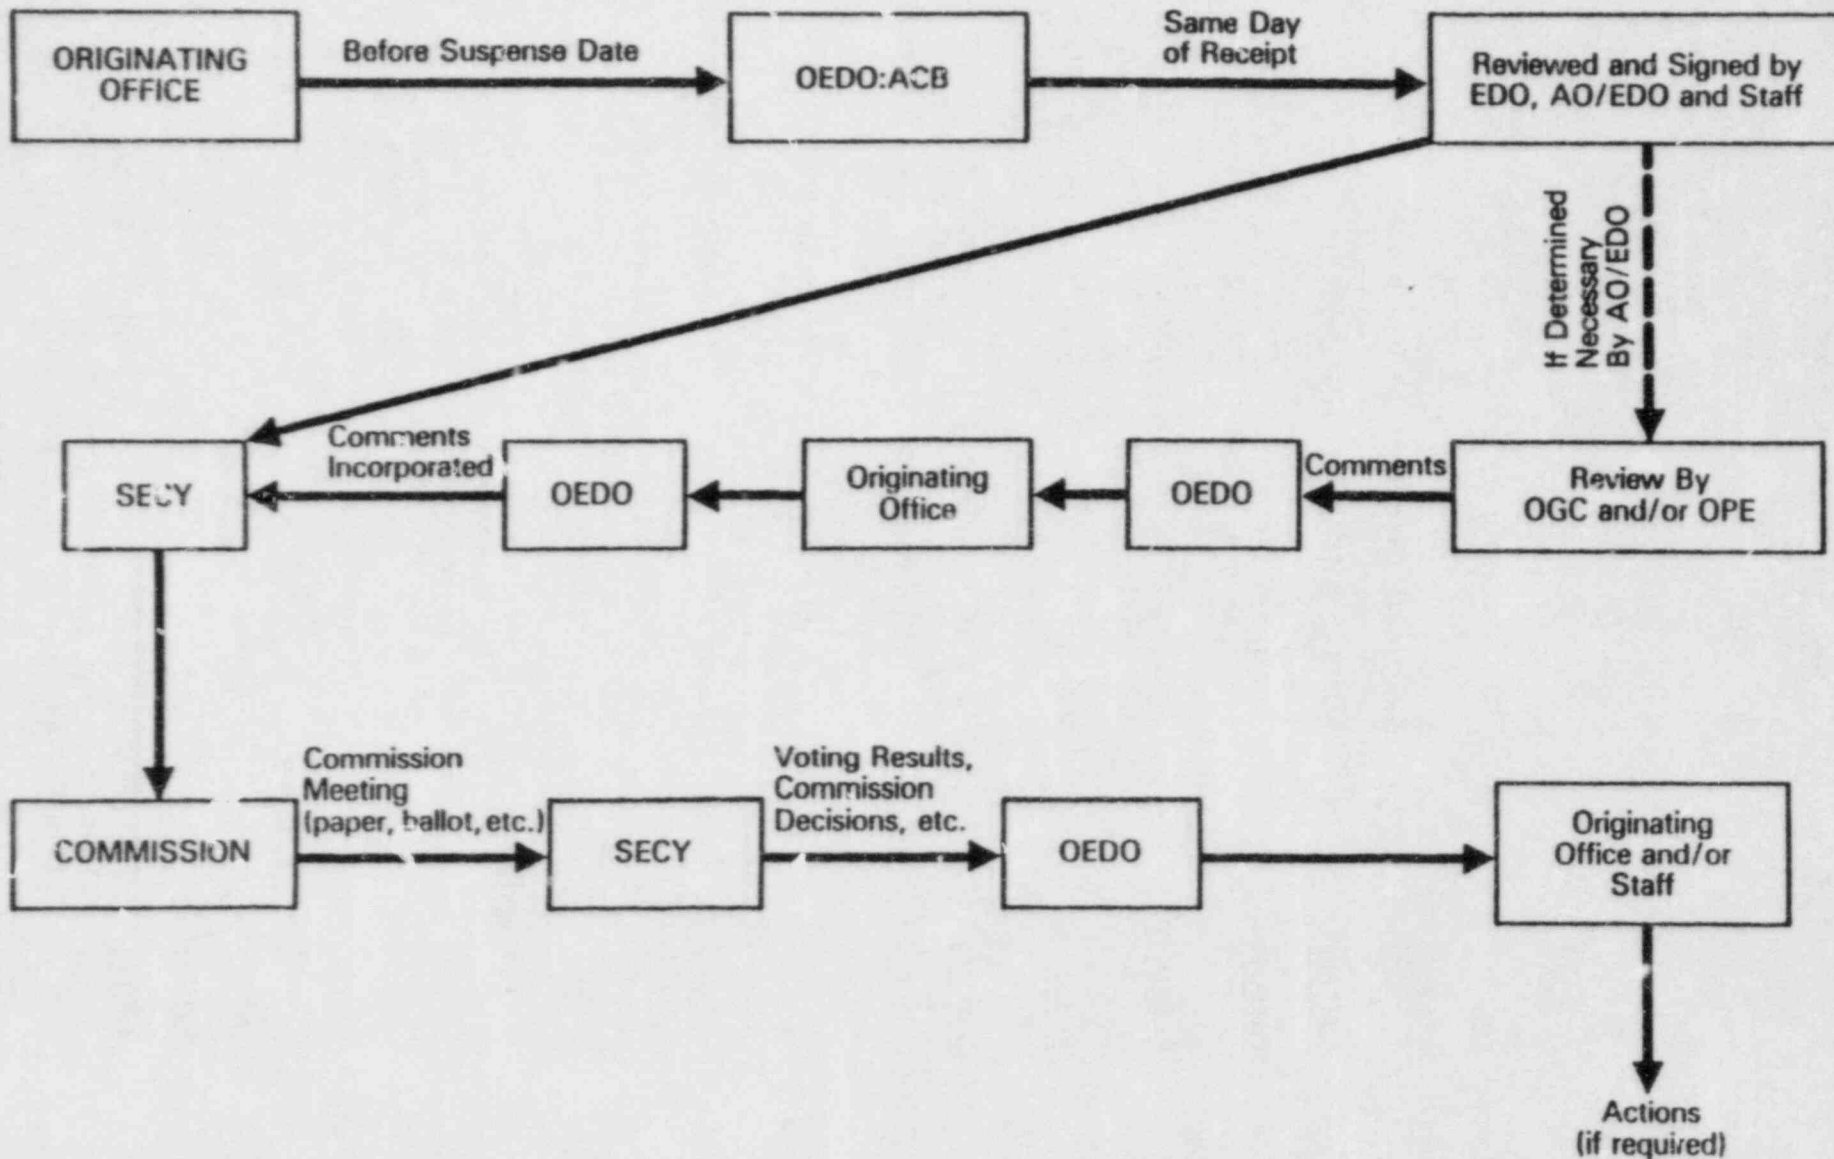 ORIGINATING
OFFICE
Before Suspense Date
OEDO:ACB
Same Day
of Receipt
Reviewed and Signed by
EDO, AO/EDO and Staff
If Determined
Necessary
By AO/EDO
SECY
Comments
Incorporated
OEDO
Originating
Office
OEDO
Comments
Review By
OGC and/or OPE
COMMISSION
Commission
Meeting
(paper, ballot, etc.)
SECY
Voting Results,
Commission
Decisions, etc.
OEDO
Originating
Office and/or
Staff
Actions
(if required)